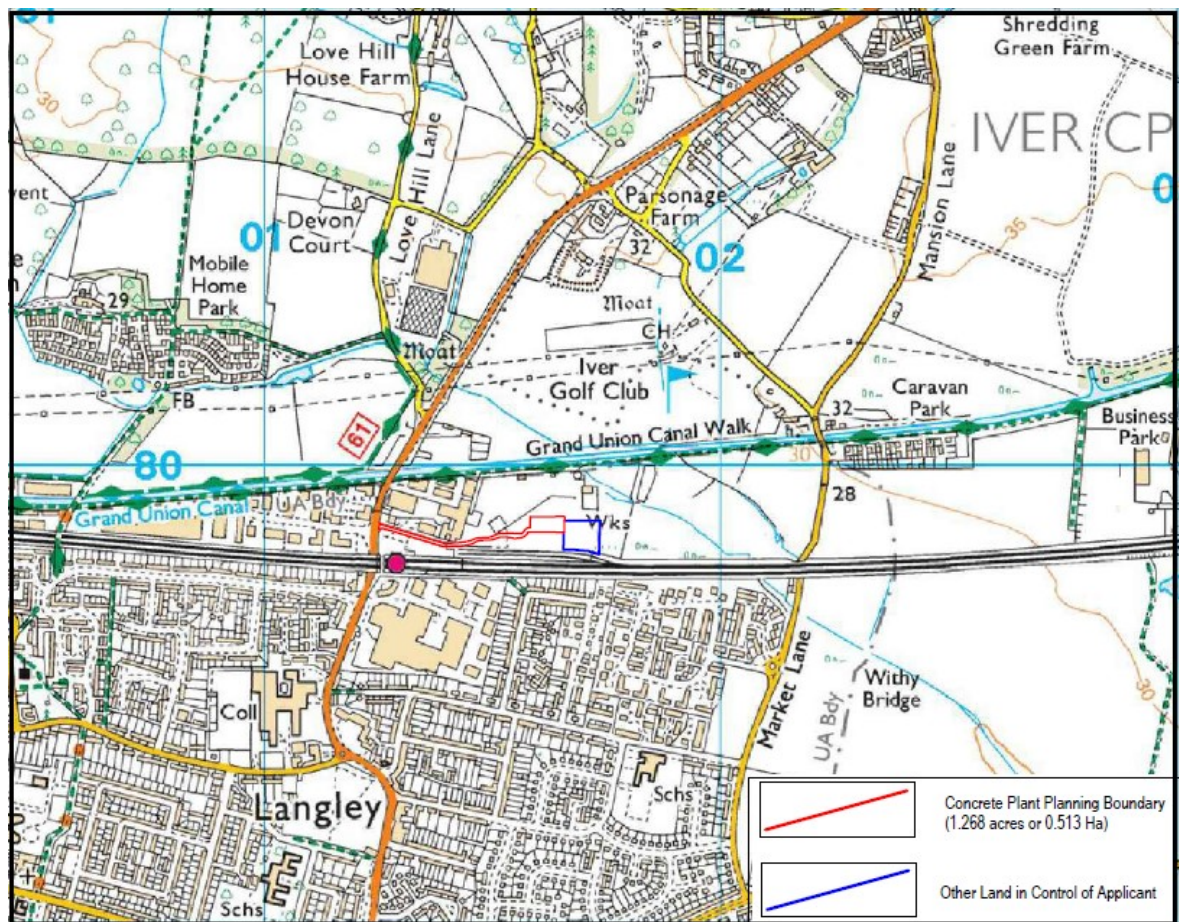 Love Hill
House Farm
Shredding
Green Farm
30
IVER CP
Love Hill Lane
Mansion Lane
Parsonage
Farm
Devon
Court
01
32
02
35
Mobile
Home
Park
29
Moat
Moat
CH
Iver
Golf Club
FB
61
Caravan
Park
32
Grand Union Canal Walk
30
Business
Park
80
Grand Union Canal
UA Bdy
28
Wks
Market Lane
Withy
Bridge
UA Bdy
30
Coll
Langley
Schs
Schs
Concrete Plant Planning Boundary
(1.268 acres or 0.513 Ha)
Other Land in Control of Applicant